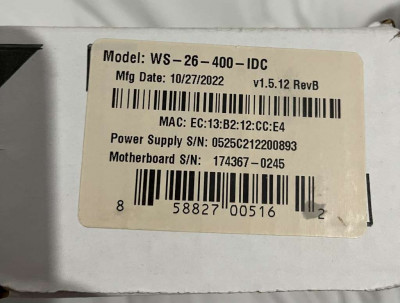 Model: WS-26-400-IDC
Mfg Date: 10/27/2022 v1.5.12 RevB
MAC: EC:13:B2:12:CC:E4
Power Supply S/N: 0525C212200893
Motherboard S/N: 174367-0245
8 58827 00516 2